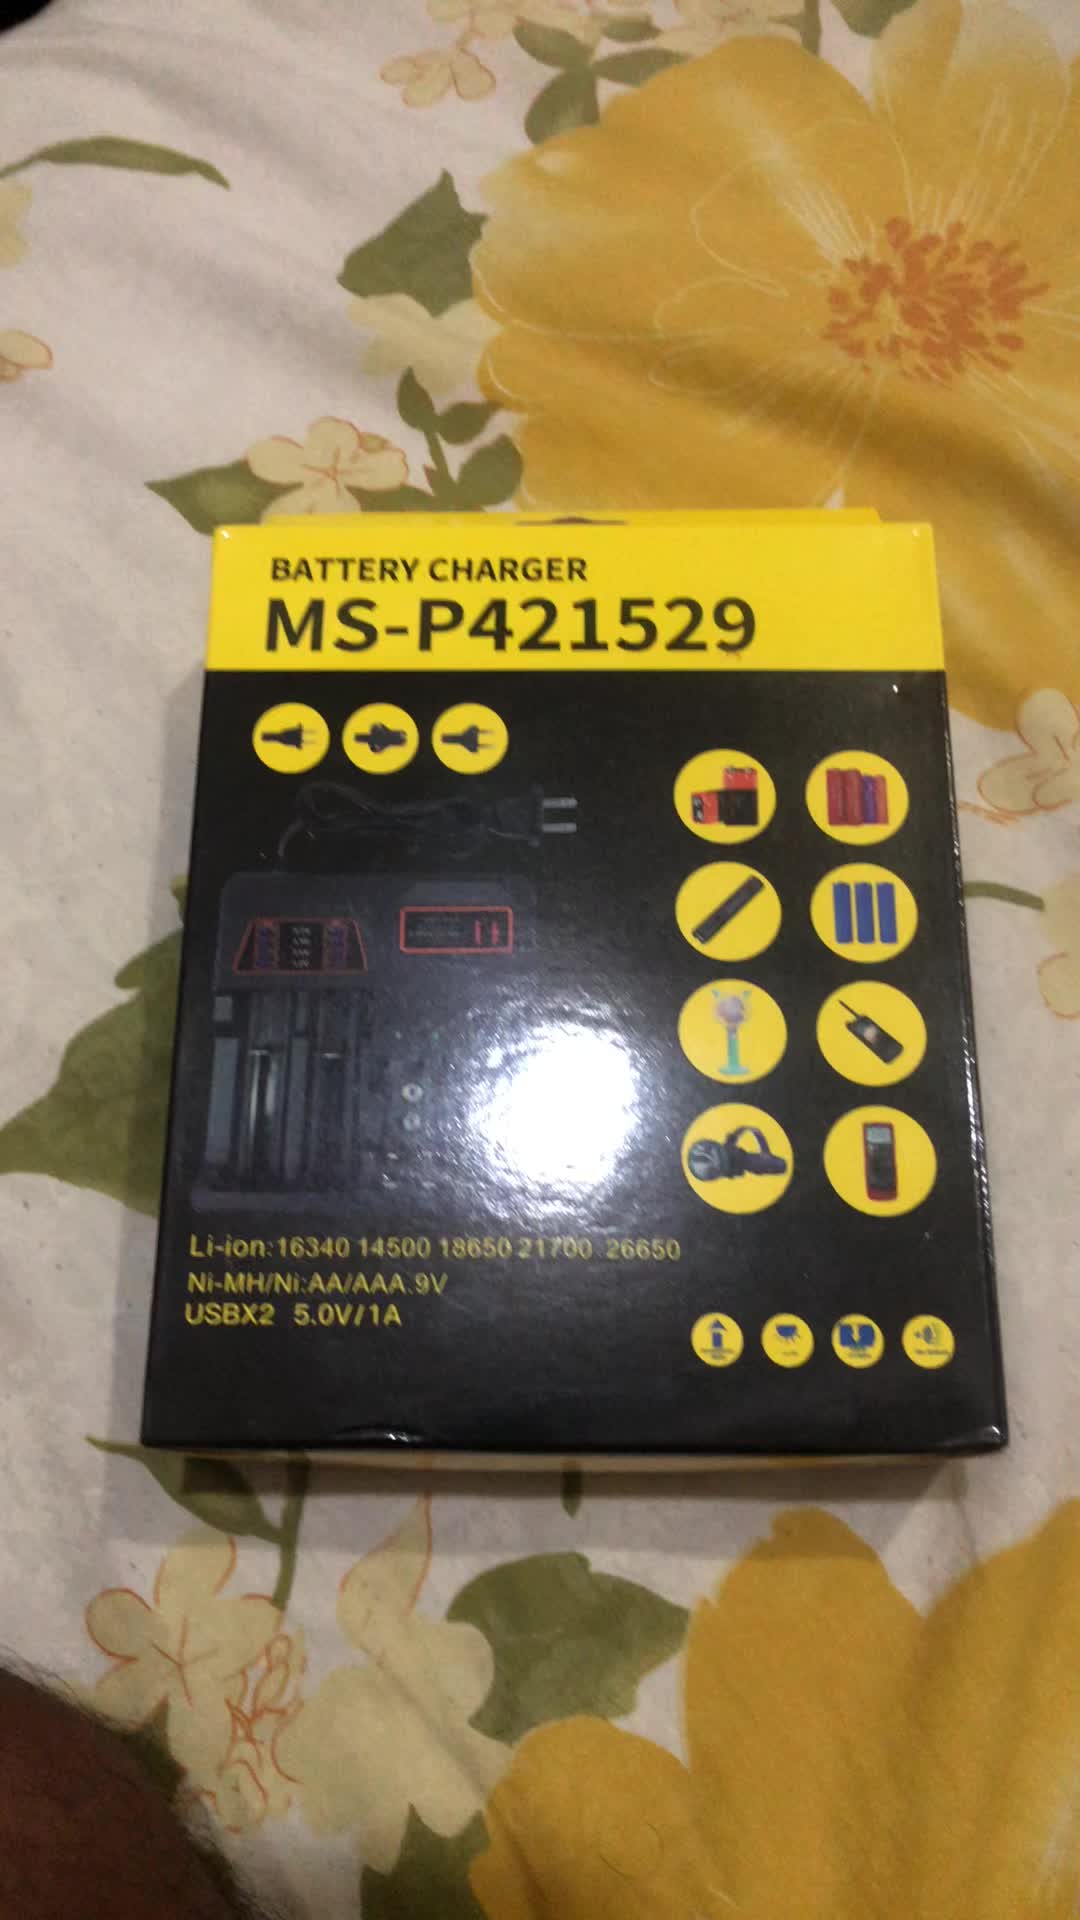 BATTERY CHARGER
MS-P421529
Li-ion:16340 14500 18650 21700 26650
Ni-MH/Ni:AA/AAA.9V
USBX2 5.0V/1A